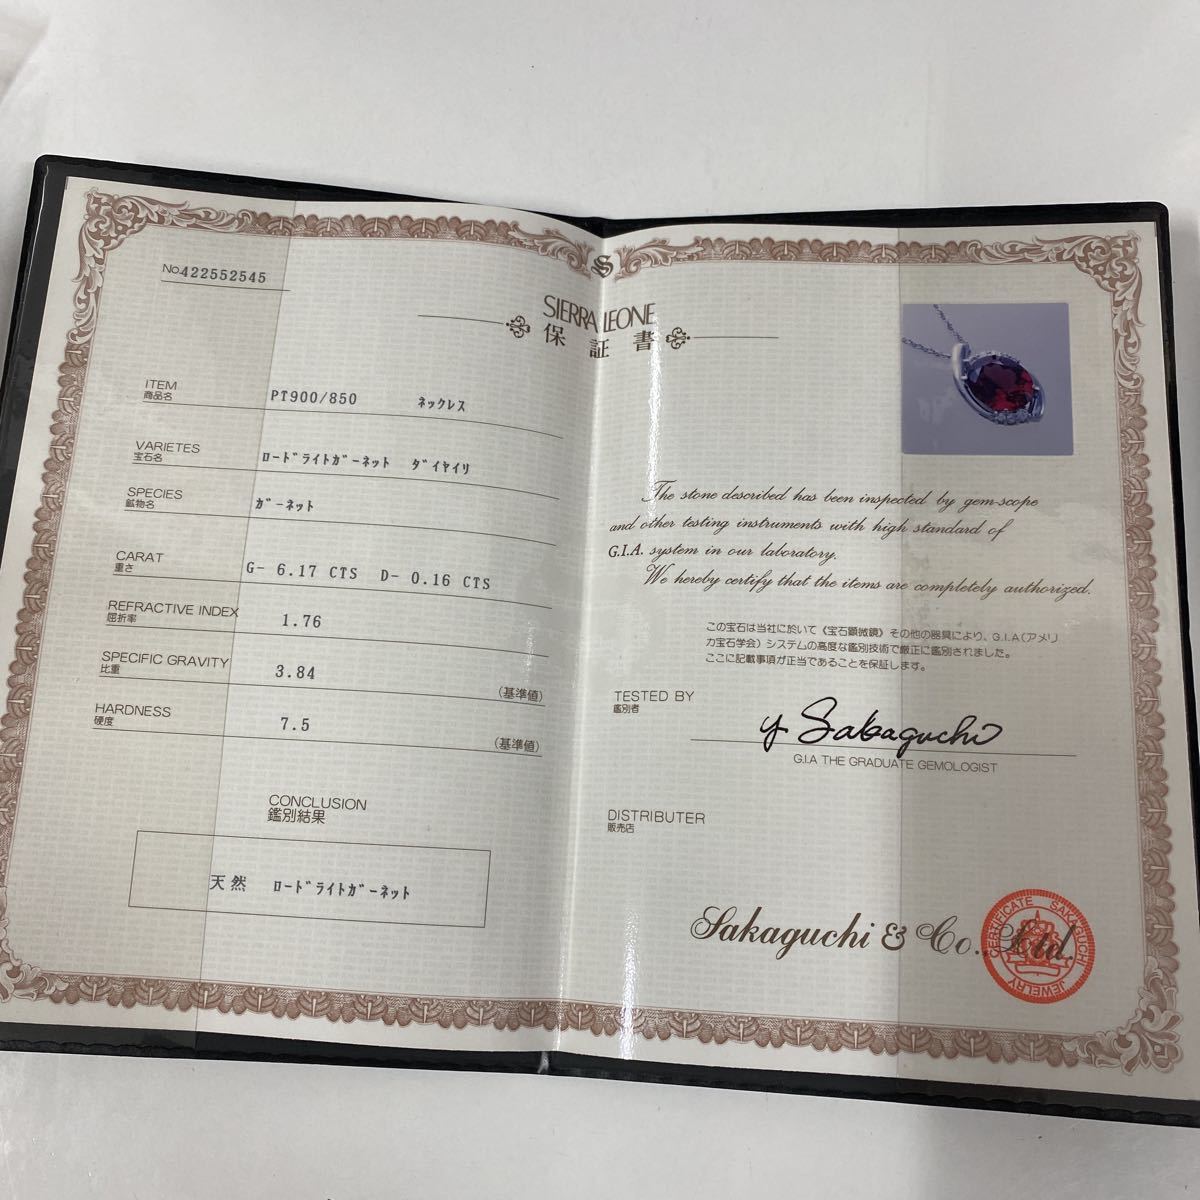 No.422552545
S
SIERRA LEONE
保証書
ITEM
商品名
PT900/850 ネックレス
VARIETES
宝石名
ロードライトガーネット ダイヤイリ
SPECIES
鉱物名
ガーネット
CARAT
重さ
G- 6.17 CTS D- 0.16 CTS
REFRACTIVE INDEX
屈折率
1.76
SPECIFIC GRAVITY
比重
3.84
(基準値)
HARDNESS
硬度
7.5
(基準値)
CONCLUSION
鑑別結果
天然 ロードライトガーネット
The stone described has been inspected by gem-scope
and other testing instruments with high standard of
G.I.A. system in our laboratory.
We hereby certify that the items are completely authorized.
この宝石は当社に於いて《宝石顕微鏡》その他の器具により、G.I.A(アメリ
カ宝石学会)システムの高度な鑑別技術で厳正に鑑別されました。
ここに記載事項が正当であることを保証します。
TESTED BY
鑑別者
y Sakaguchi
G.I.A THE GRADUATE GEMOLOGIST
DISTRIBUTER
販売店
Sakaguchi & Co., Ltd.
CERTIFICATE SAKAGUCHI JEWELRY